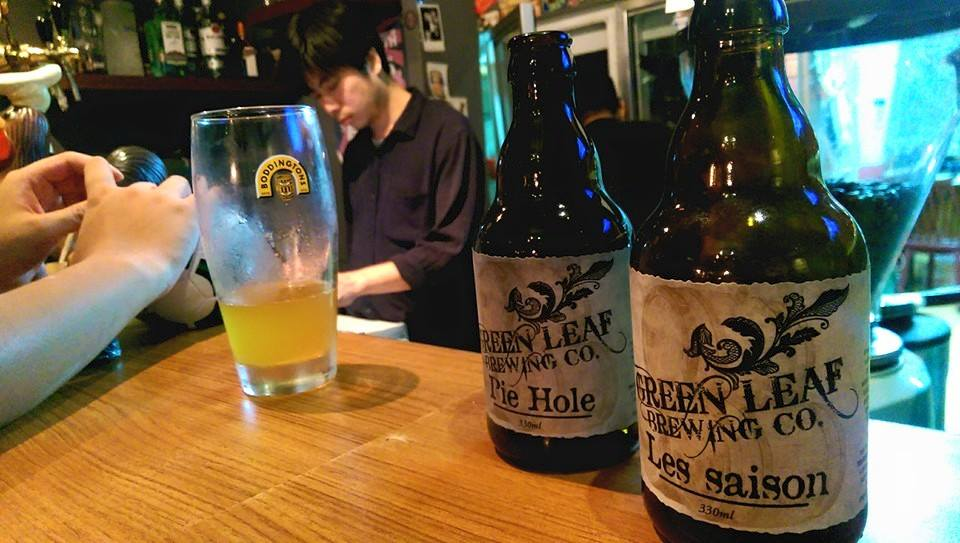 BODDINGTONS
GREEN LEAF
BREWING CO.
Pie Hole
330ml
GREEN LEAF
BREWING CO.
Les saison
330ml